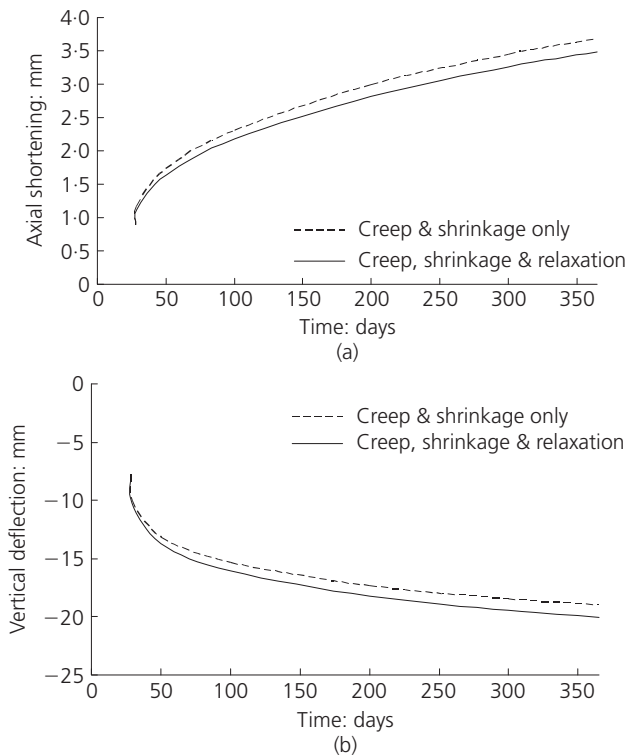 4·0
3·5
3·0
2·5
2·0
1·5
1·0
0·5
0
Axial shortening: mm
Creep & shrinkage only
Creep, shrinkage & relaxation
0 50 100 150 200 250 300 350
Time: days
(a)
0
−5
−10
−15
−20
−25
Vertical deflection: mm
Creep & shrinkage only
Creep, shrinkage & relaxation
0 50 100 150 200 250 300 350
Time: days
(b)